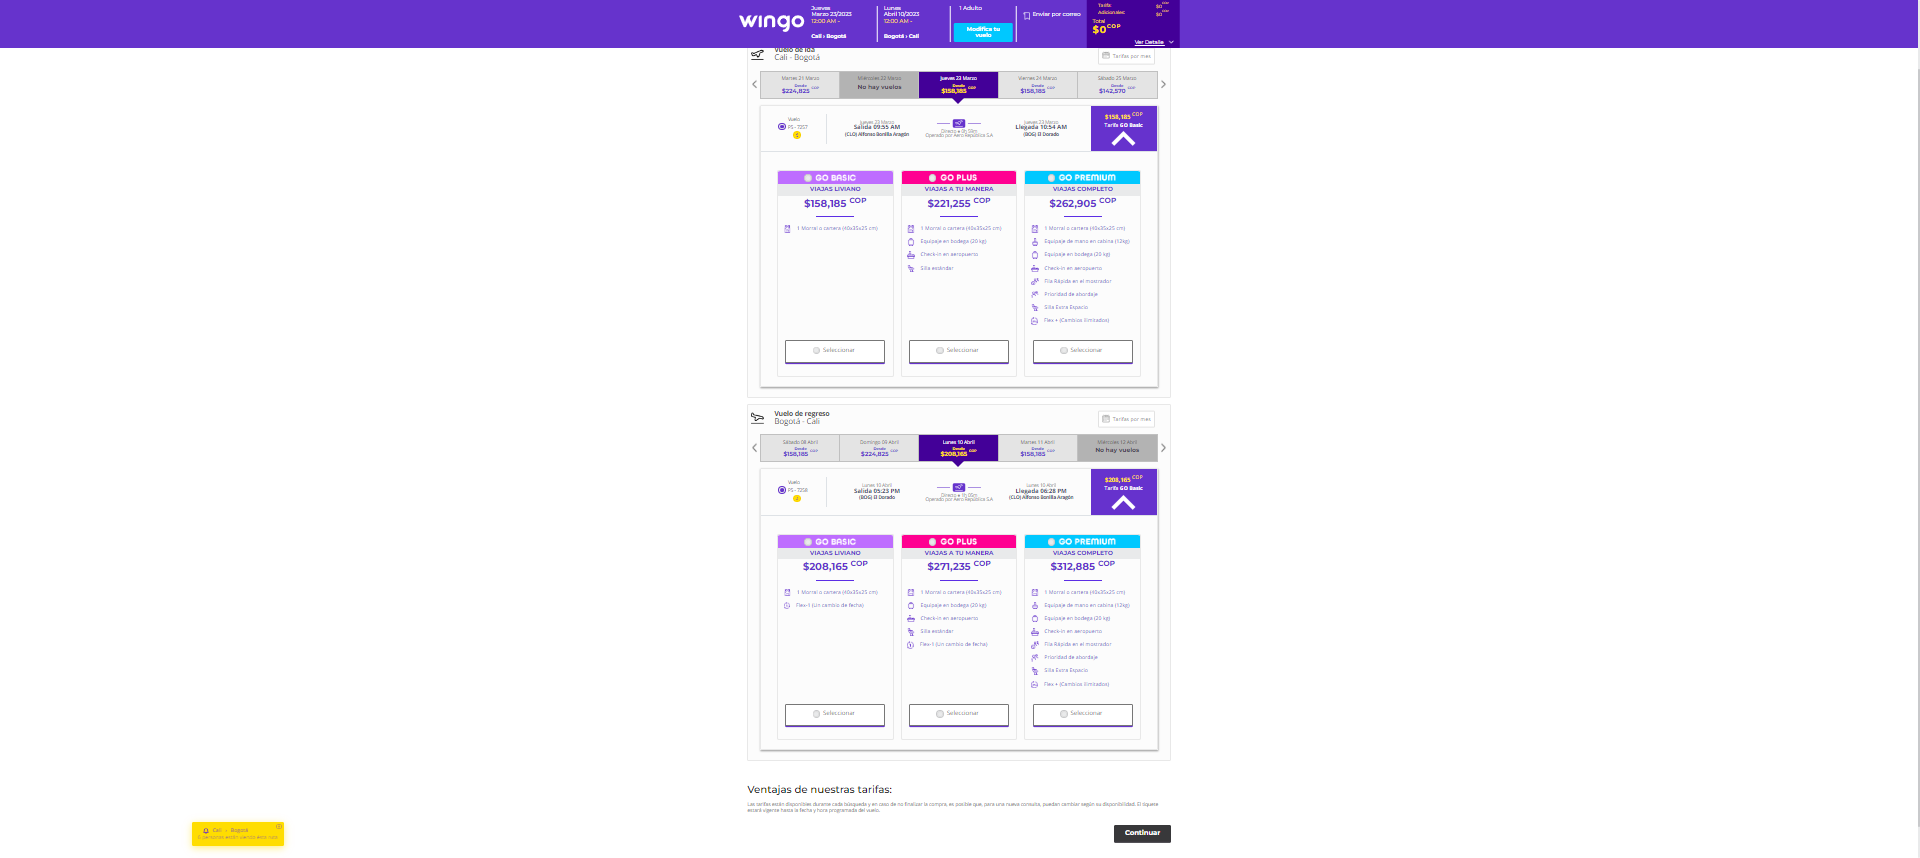 wingo
Jueves
Marzo 23/2023
12:00 AM -
Cali › Bogotá
Lunes
Abril 10/2023
12:00 AM -
Bogotá › Cali
1 Adulto
Modifica tu
vuelo
Enviar por correo
Tarifa $0 COP
Adicionales $0 COP
Total
$0 COP
Ver Detalle
Vuelo de ida
Cali - Bogotá
Tarifas por mes
Martes 21 Marzo
Desde
$224,825 COP
Miércoles 22 Marzo
No hay vuelos
Jueves 23 Marzo
Desde
$158,185 COP
Viernes 24 Marzo
Desde
$158,185 COP
Sábado 25 Marzo
Desde
$142,570 COP
Vuelo
P5 - 7257
Jueves 23 Marzo
Salida 09:55 AM
(CLO) Alfonso Bonilla Aragón
Directo • 0h 59m
Operado por Aero República S.A
Jueves 23 Marzo
Llegada 10:54 AM
(BOG) El Dorado
$158,185 COP
Tarifa GO Basic
GO BASIC
VIAJAS LIVIANO
$158,185 COP
1 Morral o cartera (40x35x25 cm)
Seleccionar
GO PLUS
VIAJAS A TU MANERA
$221,255 COP
1 Morral o cartera (40x35x25 cm)
Equipaje en bodega (20 kg)
Check-in en aeropuerto
Silla estándar
Seleccionar
GO PREMIUM
VIAJAS COMPLETO
$262,905 COP
1 Morral o cartera (40x35x25 cm)
Equipaje de mano en cabina (12kg)
Equipaje en bodega (20 kg)
Check-in en aeropuerto
Fila Rápida en el mostrador
Prioridad de abordaje
Silla Extra Espacio
Flex + (Cambios ilimitados)
Seleccionar
Vuelo de regreso
Bogotá - Cali
Tarifas por mes
Sábado 08 Abril
Desde
$158,185 COP
Domingo 09 Abril
Desde
$224,825 COP
Lunes 10 Abril
Desde
$208,165 COP
Martes 11 Abril
Desde
$158,185 COP
Miércoles 12 Abril
No hay vuelos
Vuelo
P5 - 7258
Lunes 10 Abril
Salida 05:23 PM
(BOG) El Dorado
Directo • 1h 05m
Operado por Aero República S.A
Lunes 10 Abril
Llegada 06:28 PM
(CLO) Alfonso Bonilla Aragón
$208,165 COP
Tarifa GO Basic
GO BASIC
VIAJAS LIVIANO
$208,165 COP
1 Morral o cartera (40x35x25 cm)
Flex-1 (Un cambio de fecha)
Seleccionar
GO PLUS
VIAJAS A TU MANERA
$271,235 COP
1 Morral o cartera (40x35x25 cm)
Equipaje en bodega (20 kg)
Check-in en aeropuerto
Silla estándar
Flex-1 (Un cambio de fecha)
Seleccionar
GO PREMIUM
VIAJAS COMPLETO
$312,885 COP
1 Morral o cartera (40x35x25 cm)
Equipaje de mano en cabina (12kg)
Equipaje en bodega (20 kg)
Check-in en aeropuerto
Fila Rápida en el mostrador
Prioridad de abordaje
Silla Extra Espacio
Flex + (Cambios ilimitados)
Seleccionar
Ventajas de nuestras tarifas:
Las tarifas están disponibles durante cada búsqueda y en caso de no finalizar la compra, es posible que, para una nueva consulta, puedan cambiar según su disponibilidad. El tiquete
estará vigente hasta la fecha y hora programada del vuelo.
Cali - Bogotá
personas están viendo esta ruta
Continuar